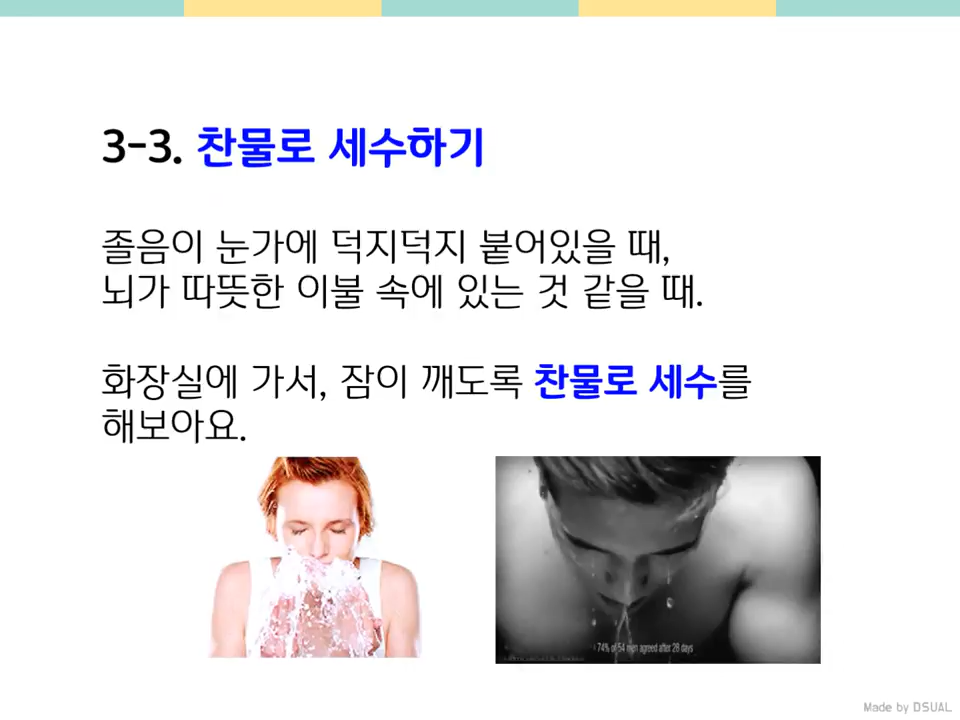 3-3. 찬물로 세수하기
졸음이 눈가에 덕지덕지 붙어있을 때,
뇌가 따뜻한 이불 속에 있는 것 같을 때.
화장실에 가서, 잠이 깨도록 찬물로 세수를
해보아요.
74% of 54 men agreed after 28 days
Made by DSUAL